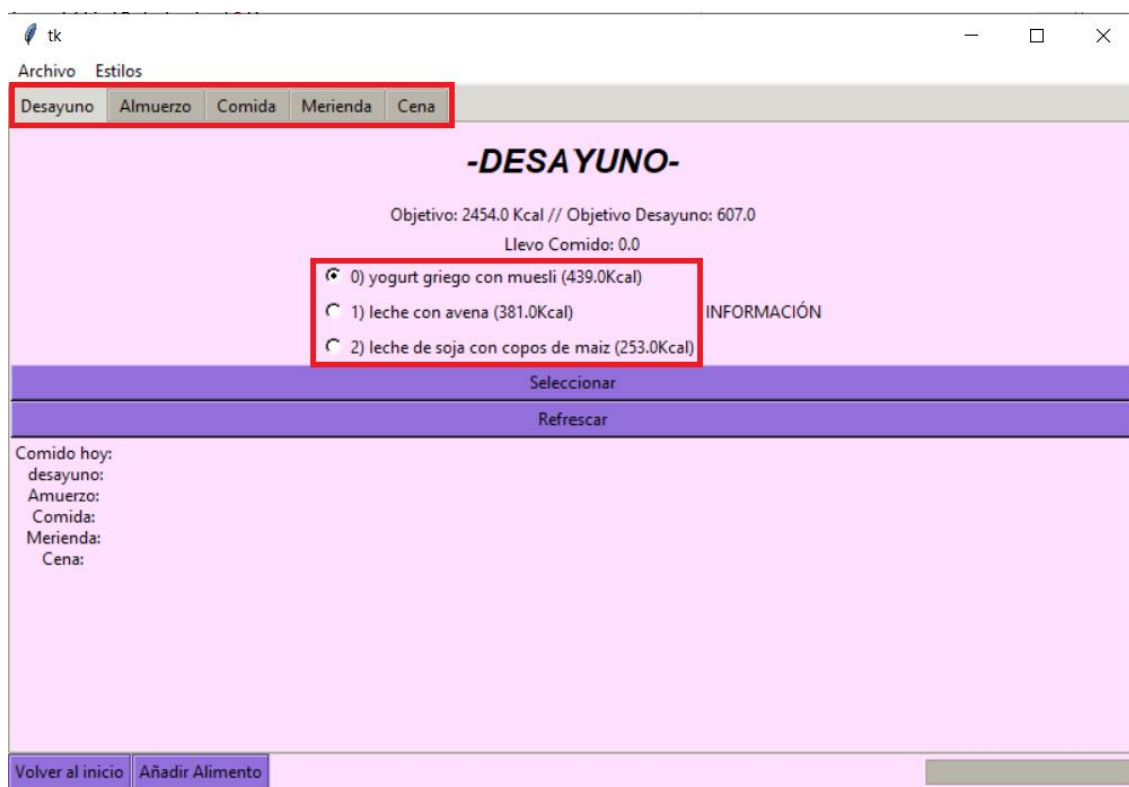 tk
Archivo Estilos
Desayuno Almuerzo Comida Merienda Cena
-DESAYUNO-
Objetivo: 2454.0 Kcal // Objetivo Desayuno: 607.0
Llevo Comido: 0.0
0) yogurt griego con muesli (439.0Kcal)
1) leche con avena (381.0Kcal)
INFORMACIÓN
2) leche de soja con copos de maiz (253.0Kcal)
Seleccionar
Refrescar
Comido hoy:
desayuno:
Amuerzo:
Comida:
Merienda:
Cena:
Volver al inicio Añadir Alimento